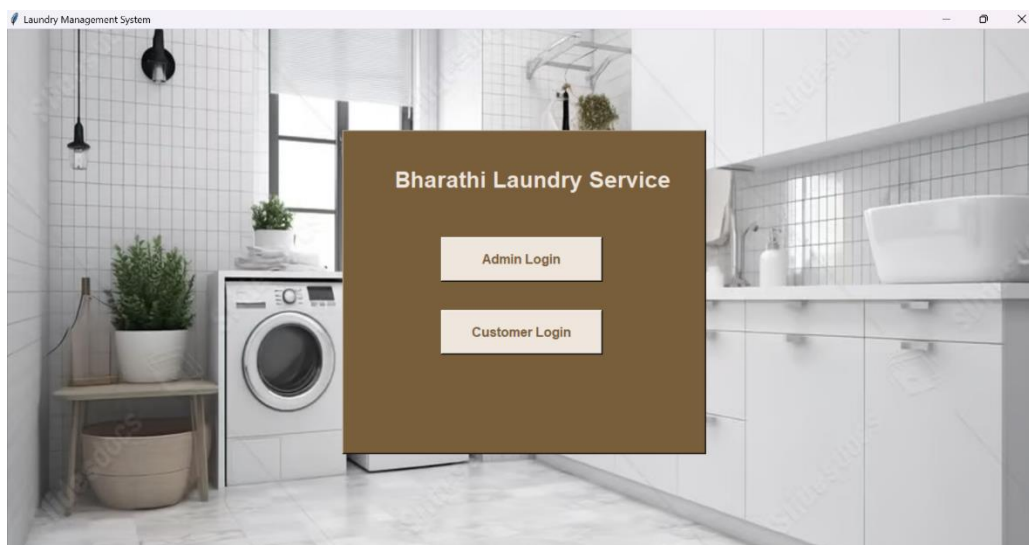 Laundry Management System
Bharathi Laundry Service
Admin Login
Customer Login